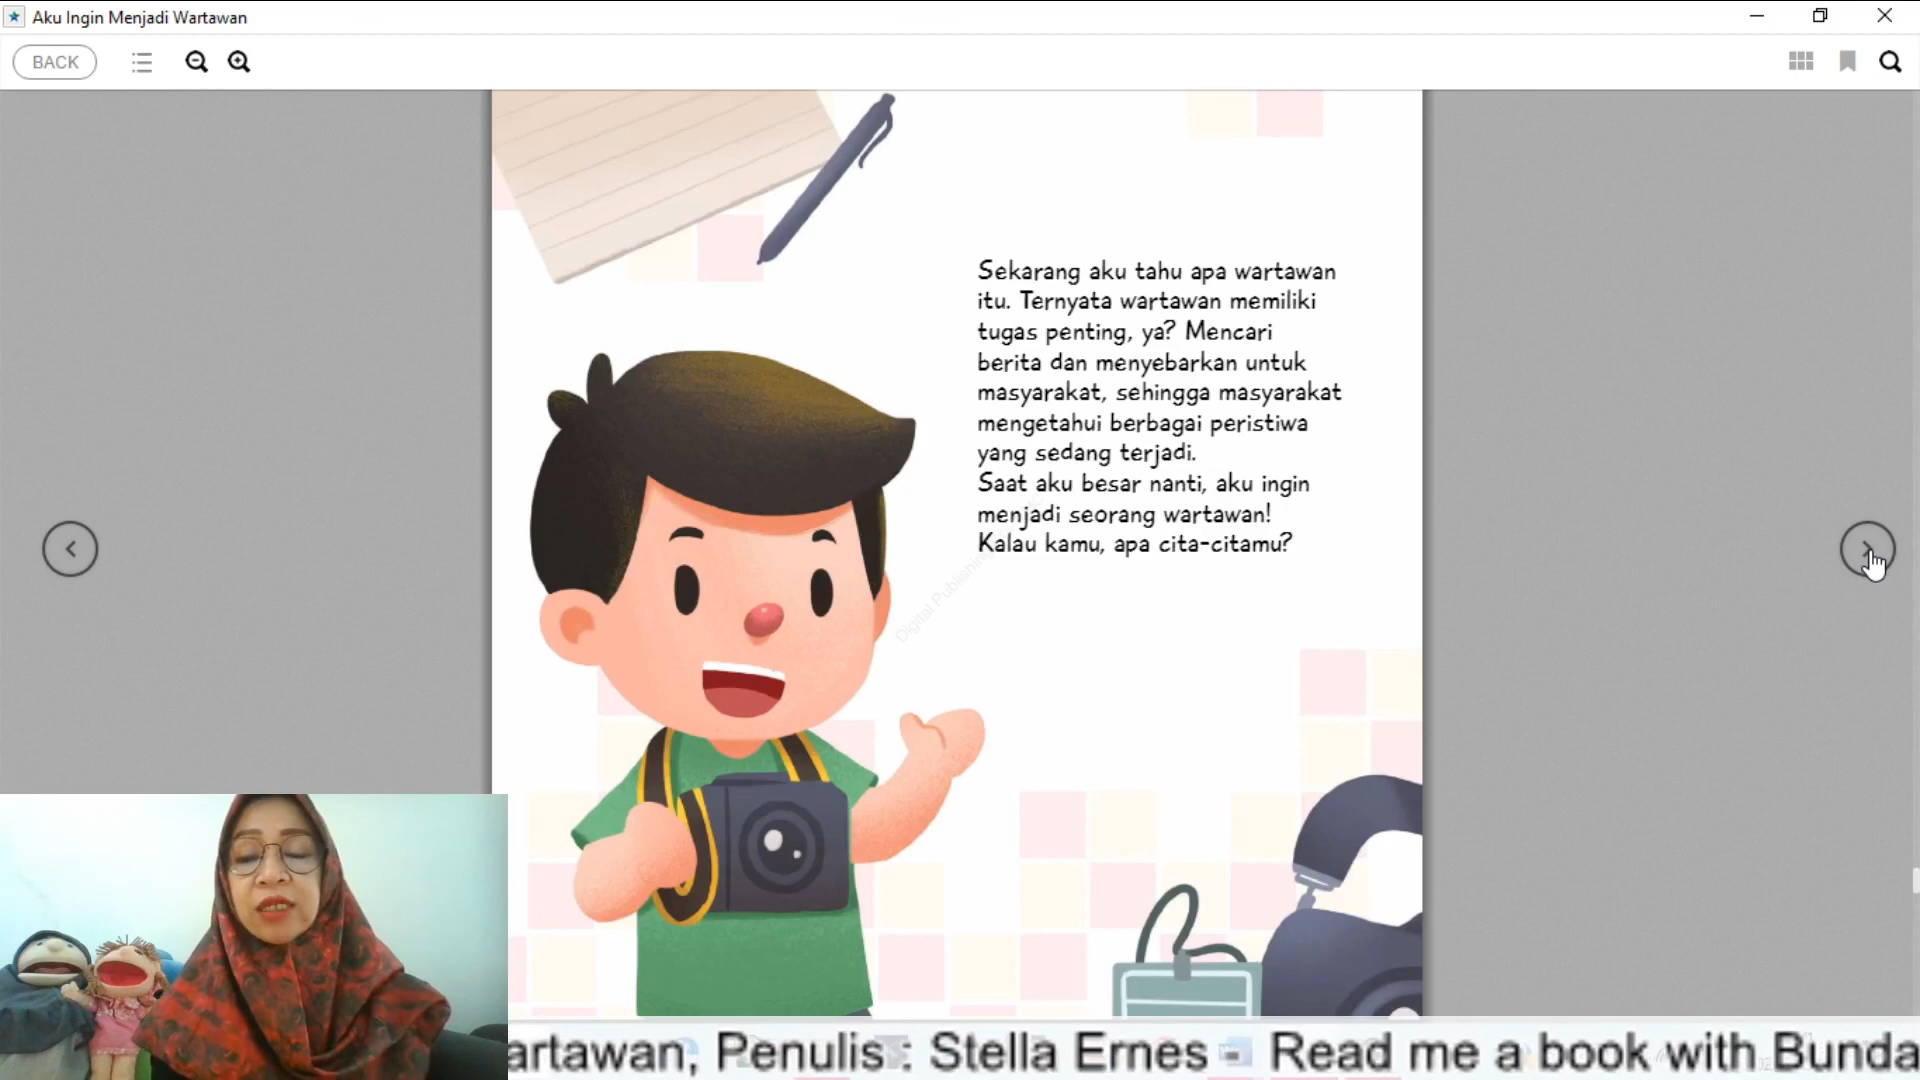 Aku Ingin Menjadi Wartawan
BACK
Sekarang aku tahu apa wartawan
itu. Ternyata wartawan memiliki
tugas penting, ya? Mencari
berita dan menyebarkan untuk
masyarakat, sehingga masyarakat
mengetahui berbagai peristiwa
yang sedang terjadi.
Saat aku besar nanti, aku ingin
menjadi seorang wartawan!
Kalau kamu, apa cita-citamu?
Digital Publishing
artawan, Penulis : Stella Ernes Read me a book with Bunda